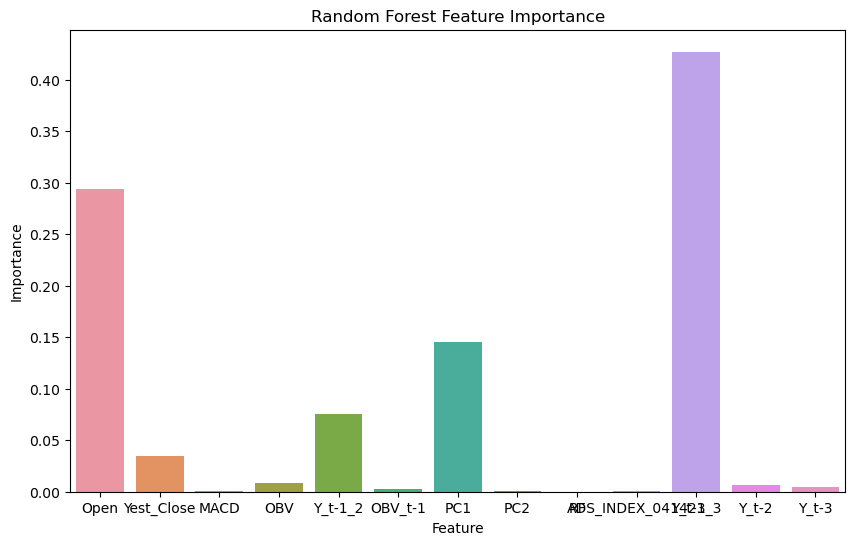 Random Forest Feature Importance
0.40
0.35
0.30
0.25
0.20
0.15
0.10
0.05
0.00
Importance
Open Yest_Close MACD OBV Y_t-1_2 OBV_t-1 PC1 PC2 Y_t-2 Y_t-3
Feature